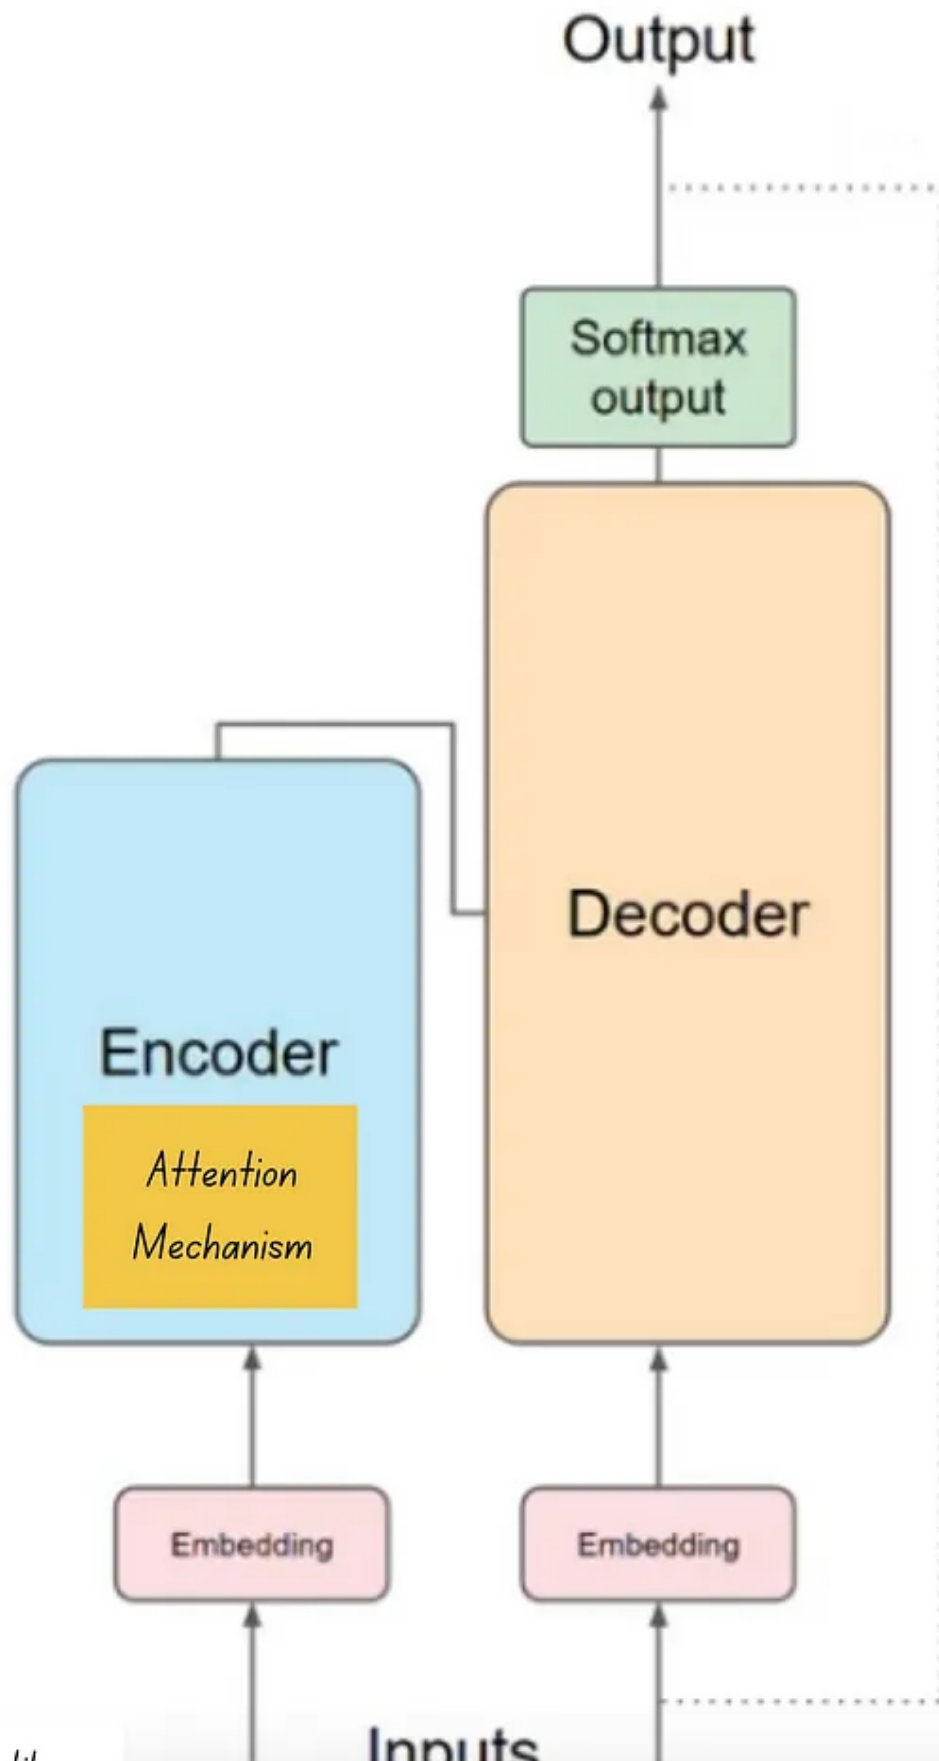 Output
Softmax
output
Decoder
Encoder
Attention
Mechanism
Embedding
Embedding
Inputs